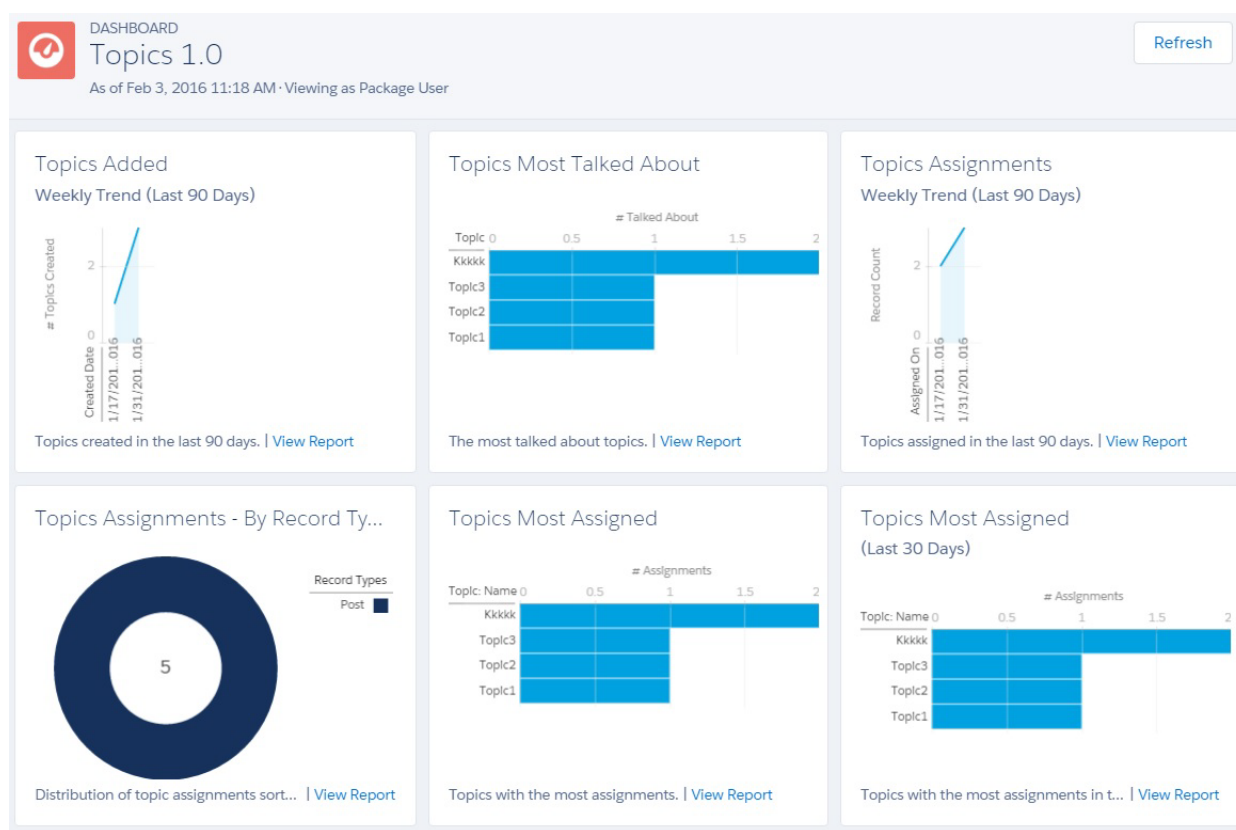 DASHBOARD
Topics 1.0
As of Feb 3, 2016 11:18 AM·Viewing as Package User
Refresh
Topics Added
Weekly Trend (Last 90 Days)
# Topics Created
2
0
Created Date
1/17/201...016
1/31/201...016
Topics created in the last 90 days. | View Report
Topics Most Talked About
# Talked About
Topic 0 0.5 1 1.5 2
Kkkkk
Topic3
Topic2
Topic1
The most talked about topics. | View Report
Topics Assignments
Weekly Trend (Last 90 Days)
Record Count
2
0
Assigned On
1/17/201...016
1/31/201...016
Topics assigned in the last 90 days. | View Report
Topics Assignments - By Record Ty...
Record Types
Post
5
Distribution of topic assignments sort... | View Report
Topics Most Assigned
# Assignments
Topic: Name 0 0.5 1 1.5 2
Kkkkk
Topic3
Topic2
Topic1
Topics with the most assignments. | View Report
Topics Most Assigned
(Last 30 Days)
# Assignments
Topic: Name 0 0.5 1 1.5 2
Kkkkk
Topic3
Topic2
Topic1
Topics with the most assignments in t... | View Report